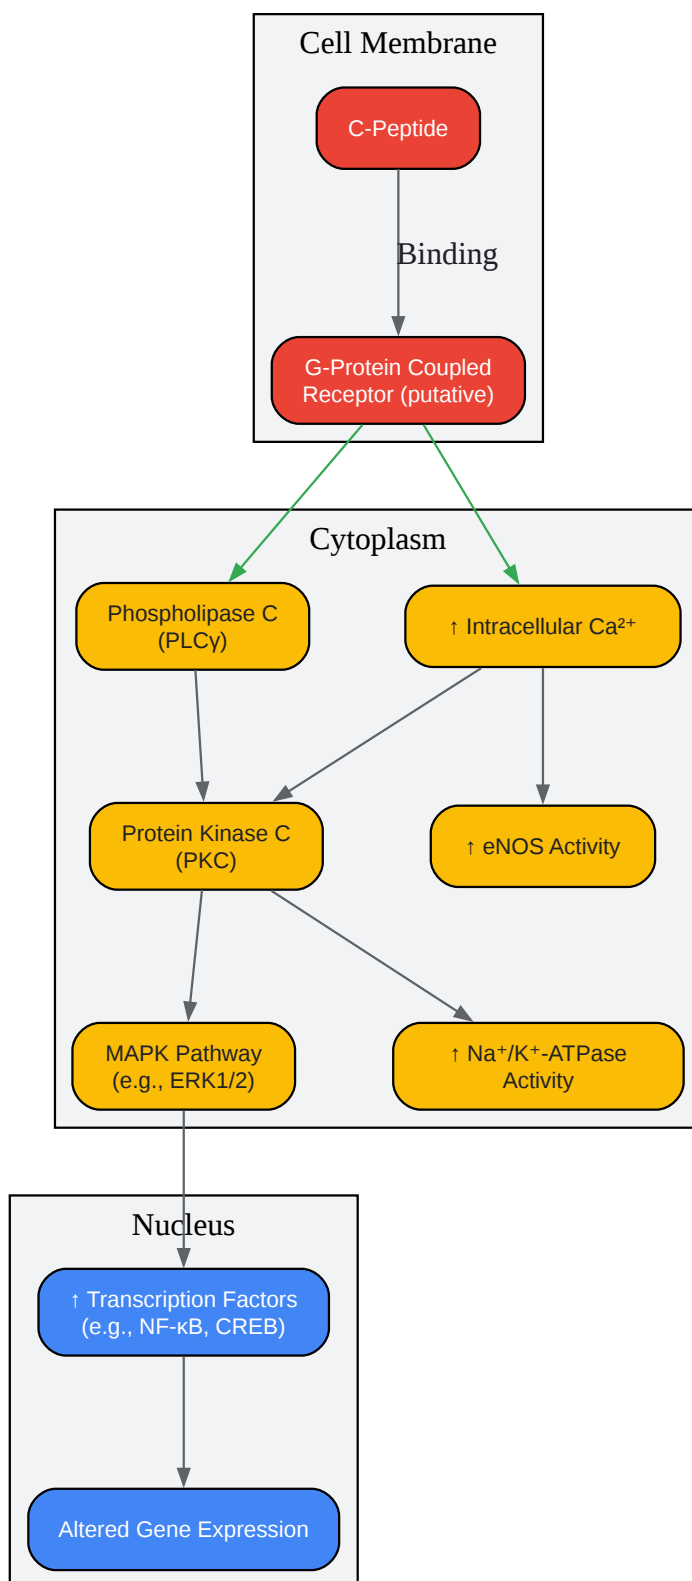 Cell Membrane
C-Peptide
Binding
G-Protein Coupled
Receptor (putative)
Cytoplasm
Phospholipase C
(PLCγ)
↑ Intracellular Ca²⁺
Protein Kinase C
(PKC)
↑ eNOS Activity
MAPK Pathway
(e.g., ERK1/2)
↑ Na⁺/K⁺-ATPase
Activity
Nucleus
↑ Transcription Factors
(e.g., NF-κB, CREB)
Altered Gene Expression